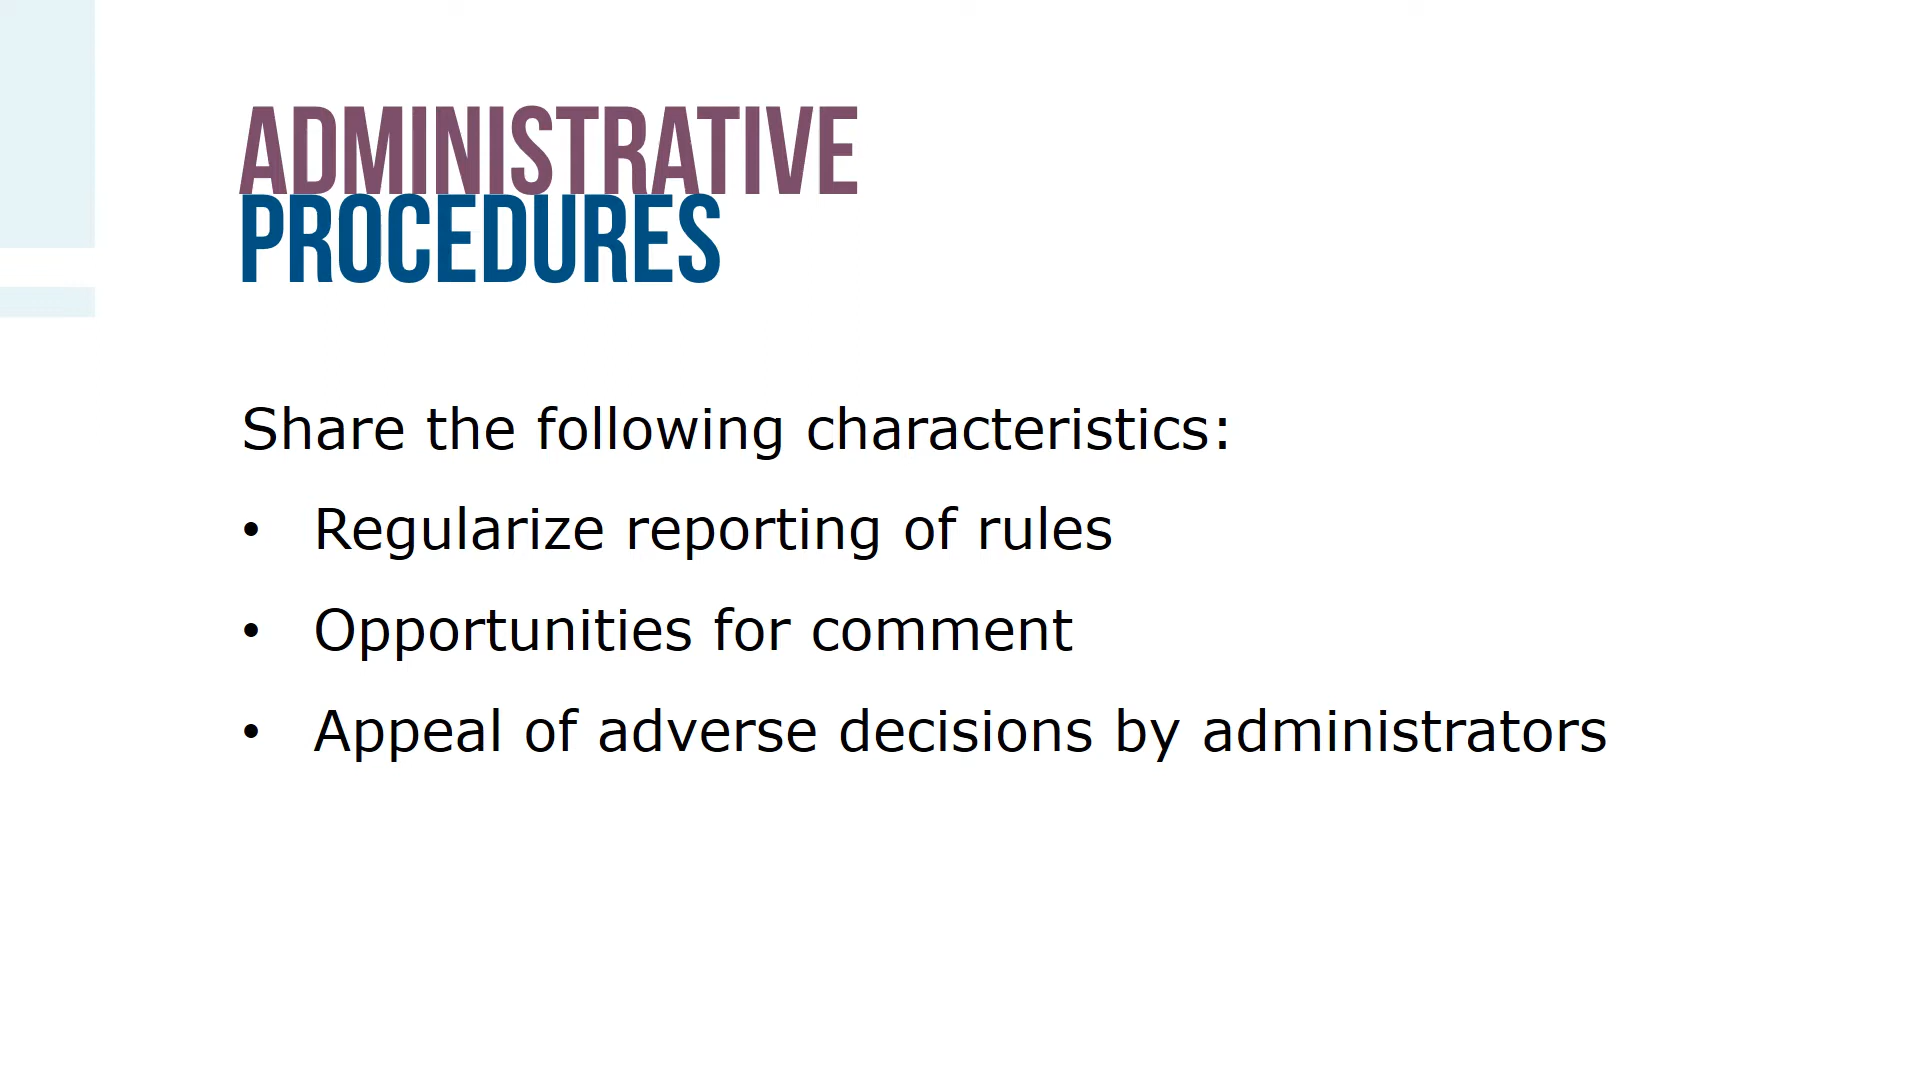 ADMINISTRATIVE
PROCEDURES
Share the following characteristics:
• Regularize reporting of rules
• Opportunities for comment
• Appeal of adverse decisions by administrators